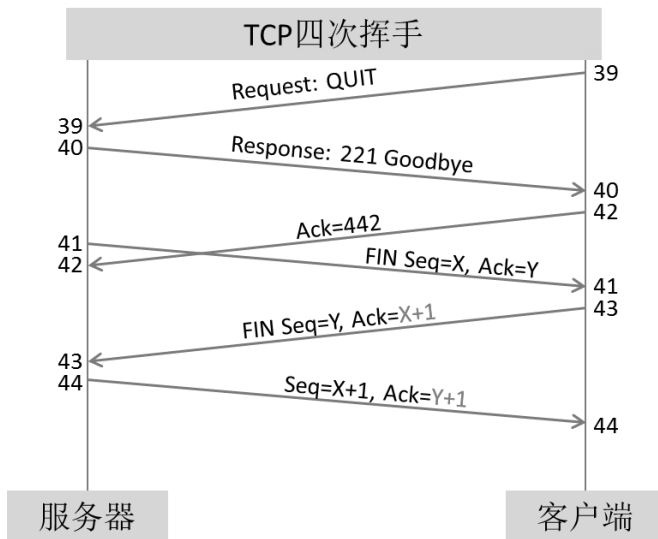 TCP四次挥手
39
Request: QUIT
39
40
Response: 221 Goodbye
40
42
Ack=442
41
42
FIN Seq=X, Ack=Y
41
43
FIN Seq=Y, Ack=X+1
43
44
Seq=X+1, Ack=Y+1
44
服务器
客户端